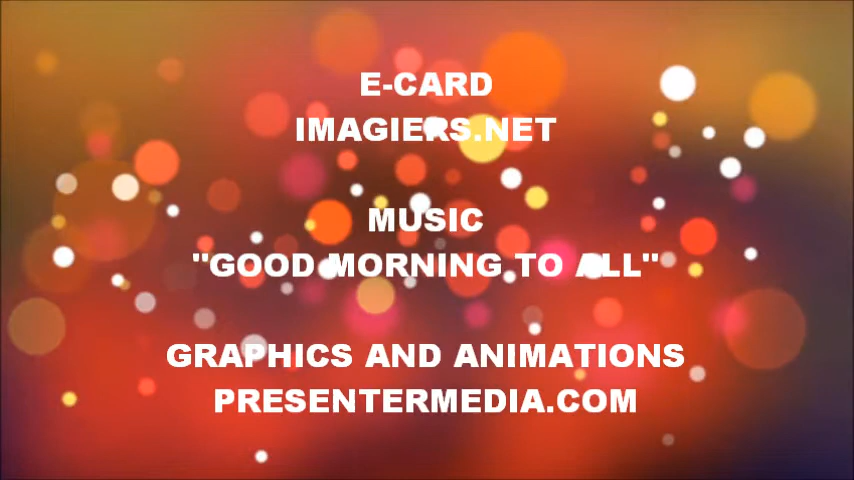 E-CARD
IMAGIERS.NET
MUSIC
"GOOD MORNING TO ALL"
GRAPHICS AND ANIMATIONS
PRESENTERMEDIA.COM